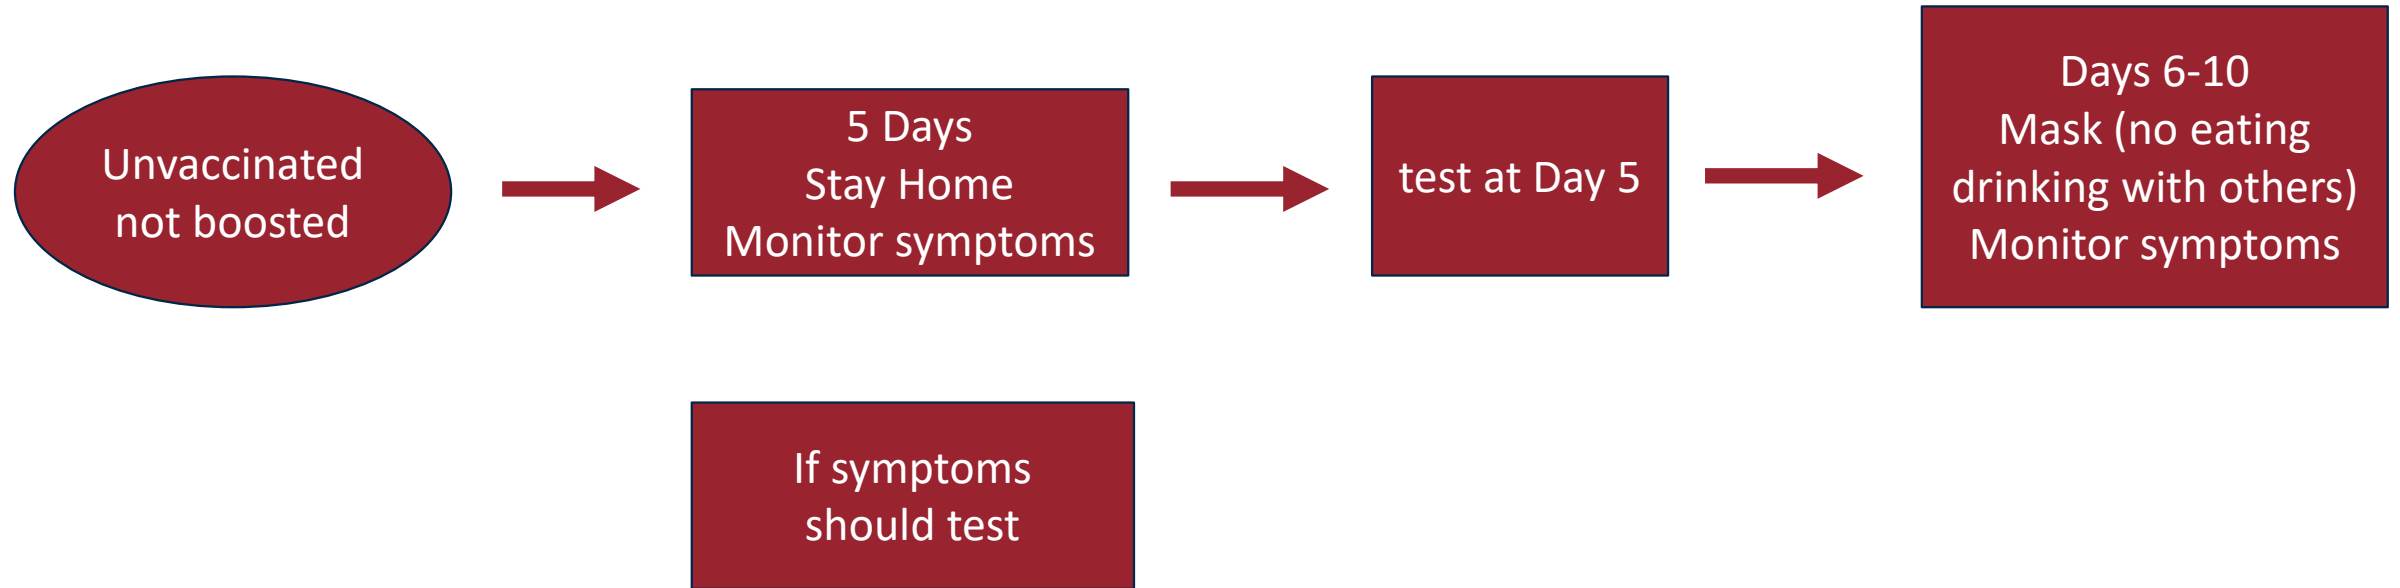 Unvaccinated
not boosted
5 Days
Stay Home
Monitor symptoms
test at Day 5
Days 6-10
Mask (no eating
drinking with others)
Monitor symptoms
If symptoms
should test